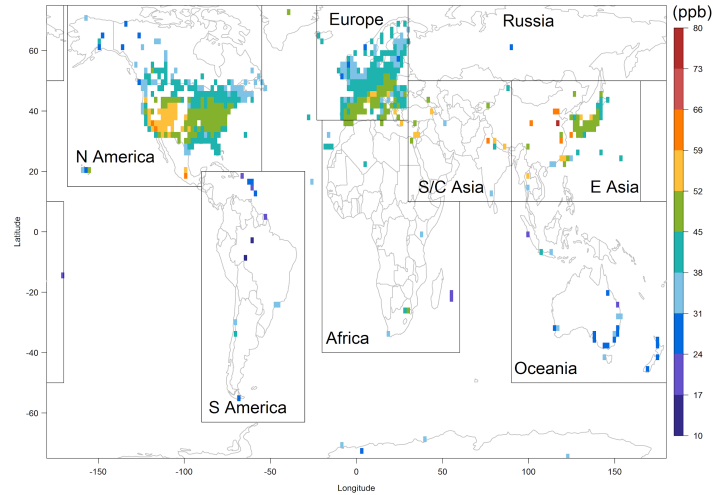 (ppb)
Europe
Russia
N America
S/C Asia
E Asia
Africa
Oceania
S America
80
73
66
59
52
45
38
31
24
17
10
60
40
20
0
-20
-40
-60
Latitude
-150
-100
-50
0
50
100
150
Longitude